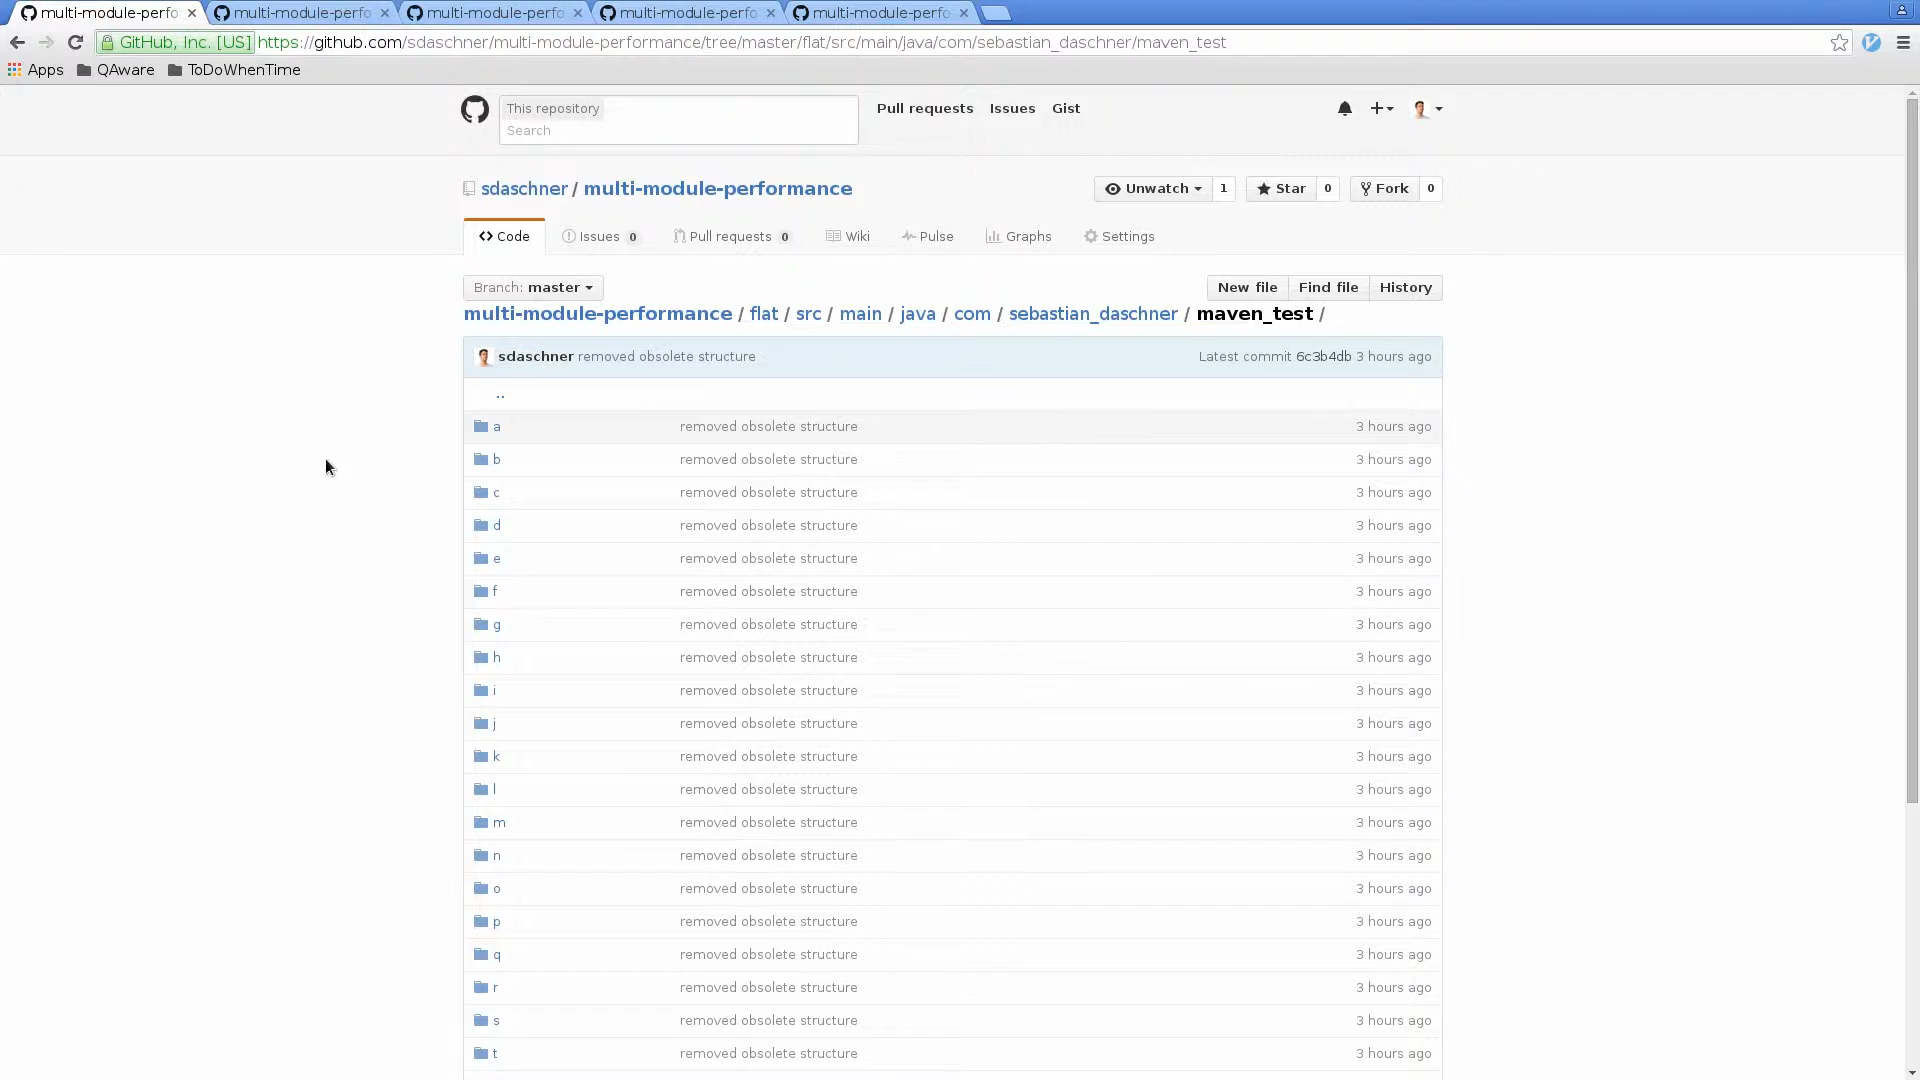 multi-module-perfo multi-module-perfo multi-module-perfo multi-module-perfo multi-module-perfo
GitHub, Inc. [US] https://github.com/sdaschner/multi-module-performance/tree/master/flat/src/main/java/com/sebastian_daschner/maven_test
Apps QAware ToDoWhenTime
This repository
Search
Pull requests Issues Gist
sdaschner / multi-module-performance
Unwatch 1 Star 0 Fork 0
Code Issues 0 Pull requests 0 Wiki Pulse Graphs Settings
Branch: master New file Find file History
multi-module-performance / flat / src / main / java / com / sebastian_daschner / maven_test /
sdaschner removed obsolete structure Latest commit 6c3b4db 3 hours ago
..
a removed obsolete structure 3 hours ago
b removed obsolete structure 3 hours ago
c removed obsolete structure 3 hours ago
d removed obsolete structure 3 hours ago
e removed obsolete structure 3 hours ago
f removed obsolete structure 3 hours ago
g removed obsolete structure 3 hours ago
h removed obsolete structure 3 hours ago
i removed obsolete structure 3 hours ago
j removed obsolete structure 3 hours ago
k removed obsolete structure 3 hours ago
l removed obsolete structure 3 hours ago
m removed obsolete structure 3 hours ago
n removed obsolete structure 3 hours ago
o removed obsolete structure 3 hours ago
p removed obsolete structure 3 hours ago
q removed obsolete structure 3 hours ago
r removed obsolete structure 3 hours ago
s removed obsolete structure 3 hours ago
t removed obsolete structure 3 hours ago